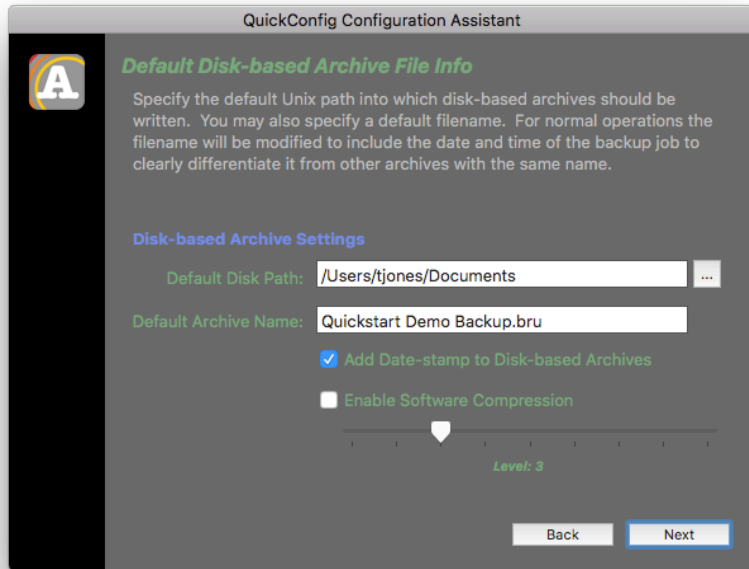 QuickConfig Configuration Assistant
A
Default Disk-based Archive File Info
Specify the default Unix path into which disk-based archives should be
written. You may also specify a default filename. For normal operations the
filename will be modified to include the date and time of the backup job to
clearly differentiate it from other archives with the same name.
Disk-based Archive Settings
Default Disk Path: /Users/tjones/Documents ...
Default Archive Name: Quickstart Demo Backup.bru
Add Date-stamp to Disk-based Archives
Enable Software Compression
Level: 3
Back Next